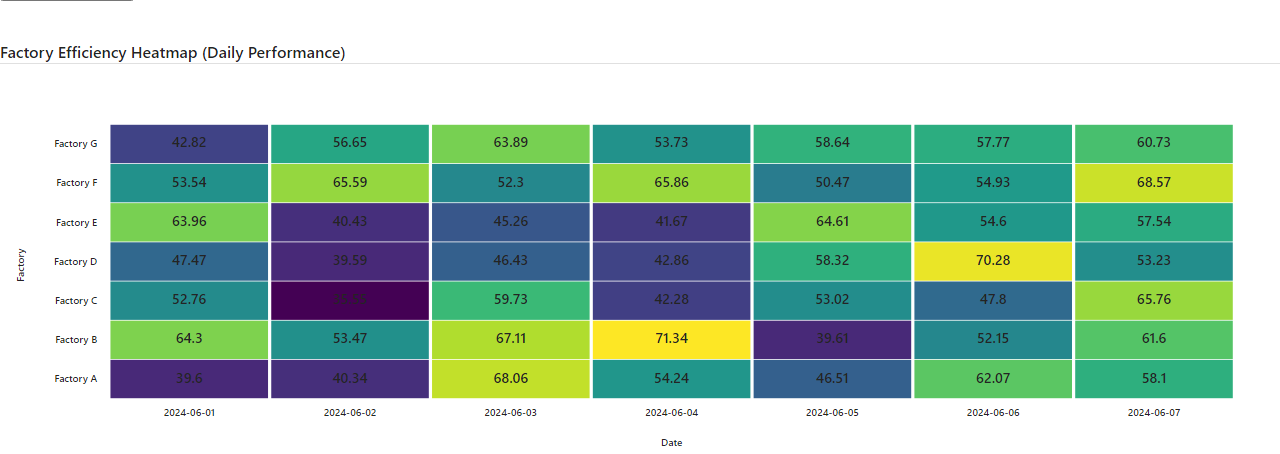 Factory Efficiency Heatmap (Daily Performance)
Factory G 42.82 56.65 63.89 53.73 58.64 57.77 60.73
Factory F 53.54 65.59 52.3 65.86 50.47 54.93 68.57
Factory E 63.96 40.43 45.26 41.67 64.61 54.6 57.54
Factory D 47.47 39.59 46.43 42.86 58.32 70.28 53.23
Factory C 52.76 59.73 42.28 53.02 47.8 65.76
Factory B 64.3 53.47 67.11 71.34 39.61 52.15 61.6
Factory A 39.6 40.34 68.06 54.24 46.51 62.07 58.1
2024-06-01 2024-06-02 2024-06-03 2024-06-04 2024-06-05 2024-06-06 2024-06-07
Factory
Date